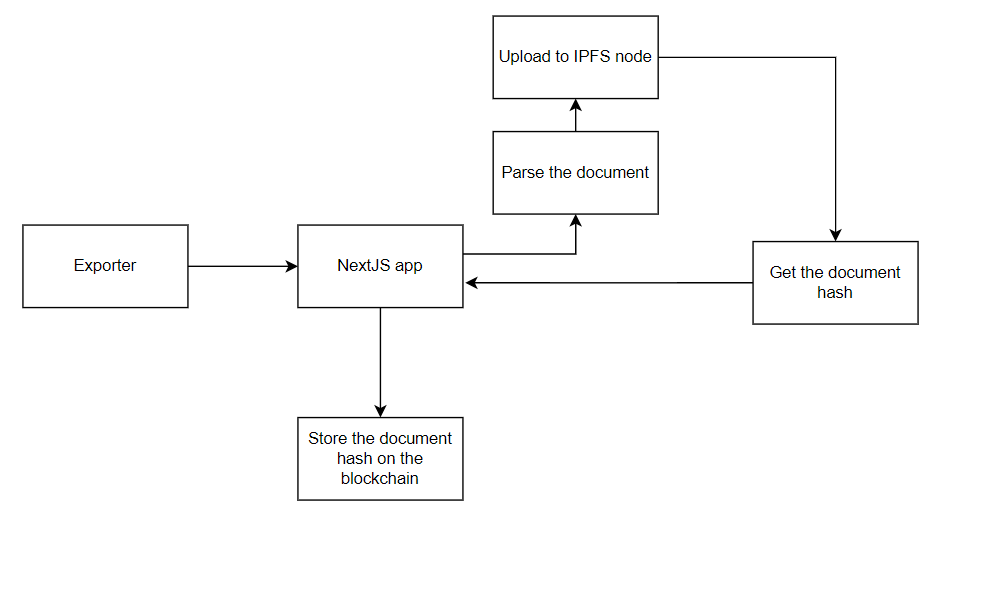 Upload to IPFS node
Parse the document
Exporter
NextJS app
Get the document
hash
Store the document
hash on the
blockchain